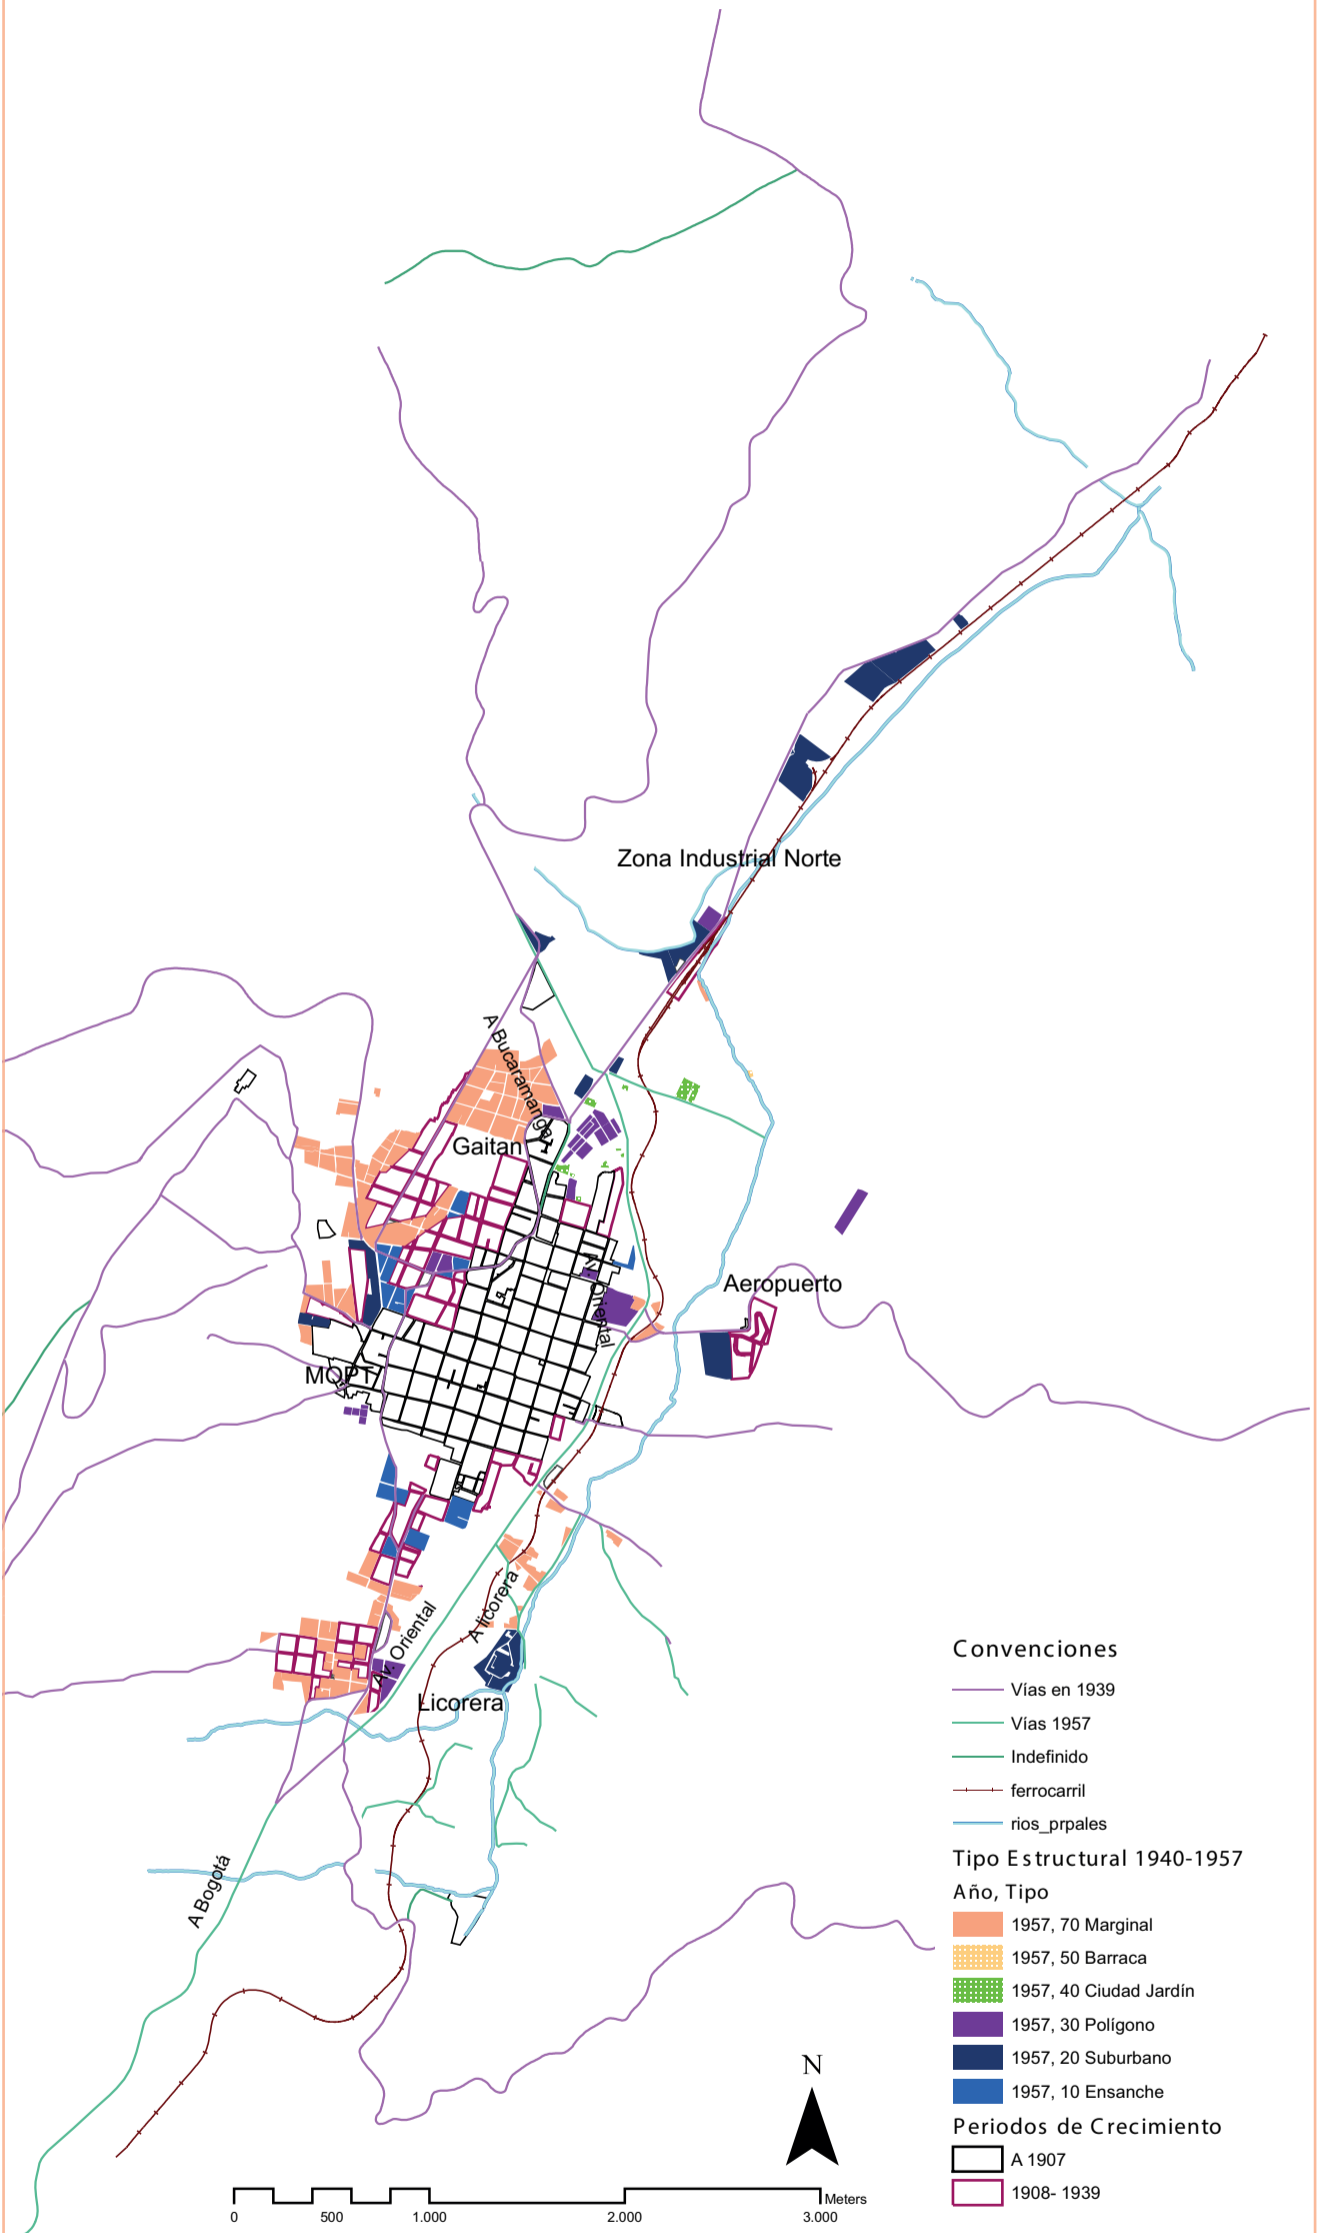 Zona Industrial Norte
A Bucaramanga
Gaitan
Av. Oriental
Aeropuerto
MOPT
A licorera
Av. Oriental
Licorera
A Bogotá
Convenciones
Vías en 1939
Vías 1957
Indefinido
ferrocarril
rios_prpales
Tipo Estructural 1940-1957
Año, Tipo
1957, 70 Marginal
1957, 50 Barraca
1957, 40 Ciudad Jardín
1957, 30 Polígono
1957, 20 Suburbano
1957, 10 Ensanche
Periodos de Crecimiento
A 1907
1908- 1939
N
Meters
0 500 1.000 2.000 3.000